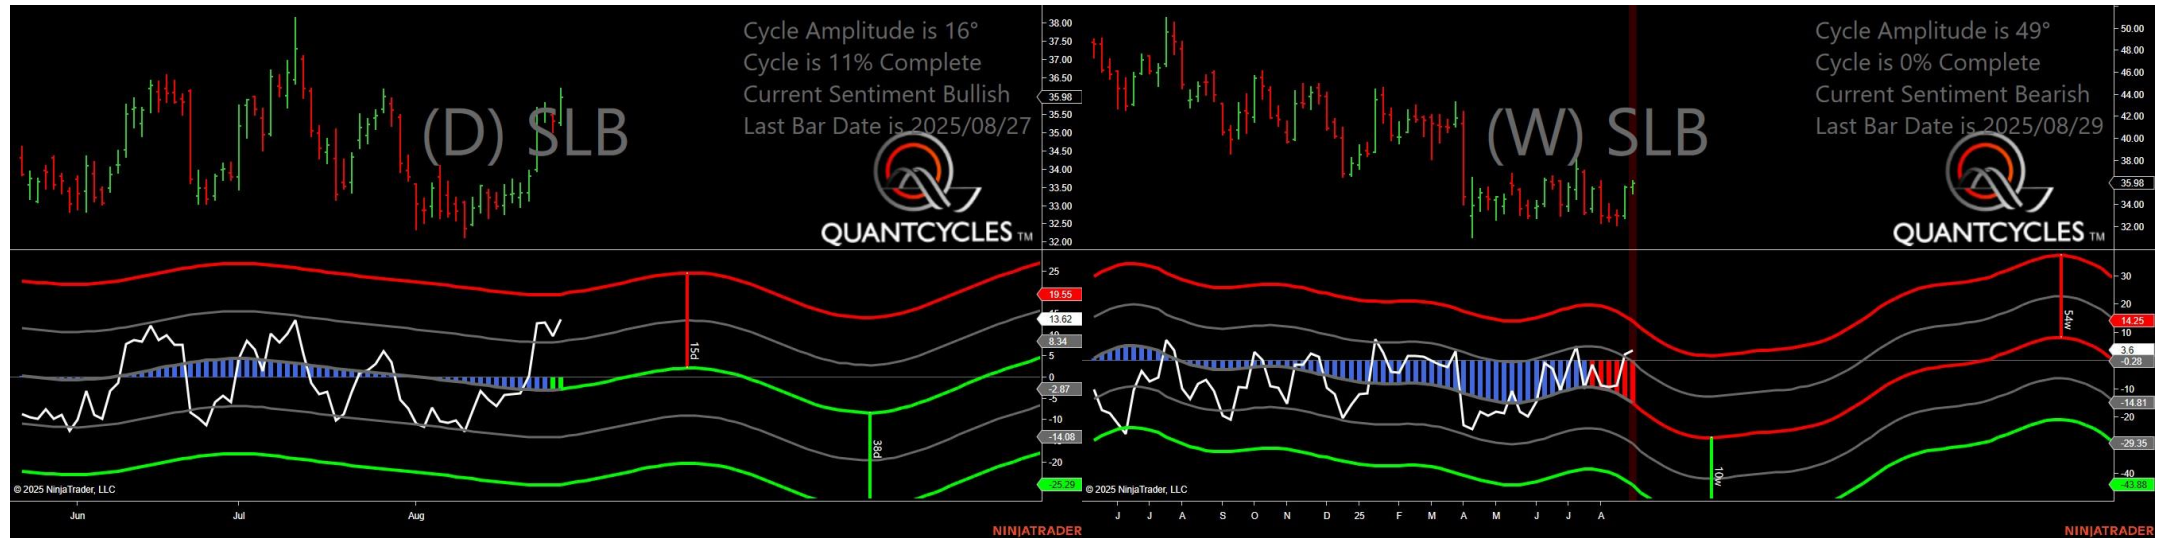 Cycle Amplitude is 16°
Cycle is 11% Complete
Current Sentiment Bullish
Last Bar Date is 2025/08/27
(D) SLB
QUANTCYCLES TM
38.00
37.50
37.00
36.50
35.98
35.50
35.00
34.50
34.00
33.50
33.00
32.50
32.00
25
19.55
13.62
8.34
5
0
-2.87
-5
-10
-14.08
-20
-25.29
15d
38d
© 2025 NinjaTrader, LLC
Jun Jul Aug
NINJATRADER
Cycle Amplitude is 49°
Cycle is 0% Complete
Current Sentiment Bearish
Last Bar Date is 2025/08/29
(W) SLB
QUANTCYCLES TM
50.00
48.00
46.00
44.00
42.00
40.00
38.00
35.98
34.00
32.00
30
20
14.25
10
3.6
-0.28
-10
-14.81
-20
-29.35
-40
-43.88
54w
10w
© 2025 NinjaTrader, LLC
J J A S O N D 25 F M A M J J A
NINJATRADER